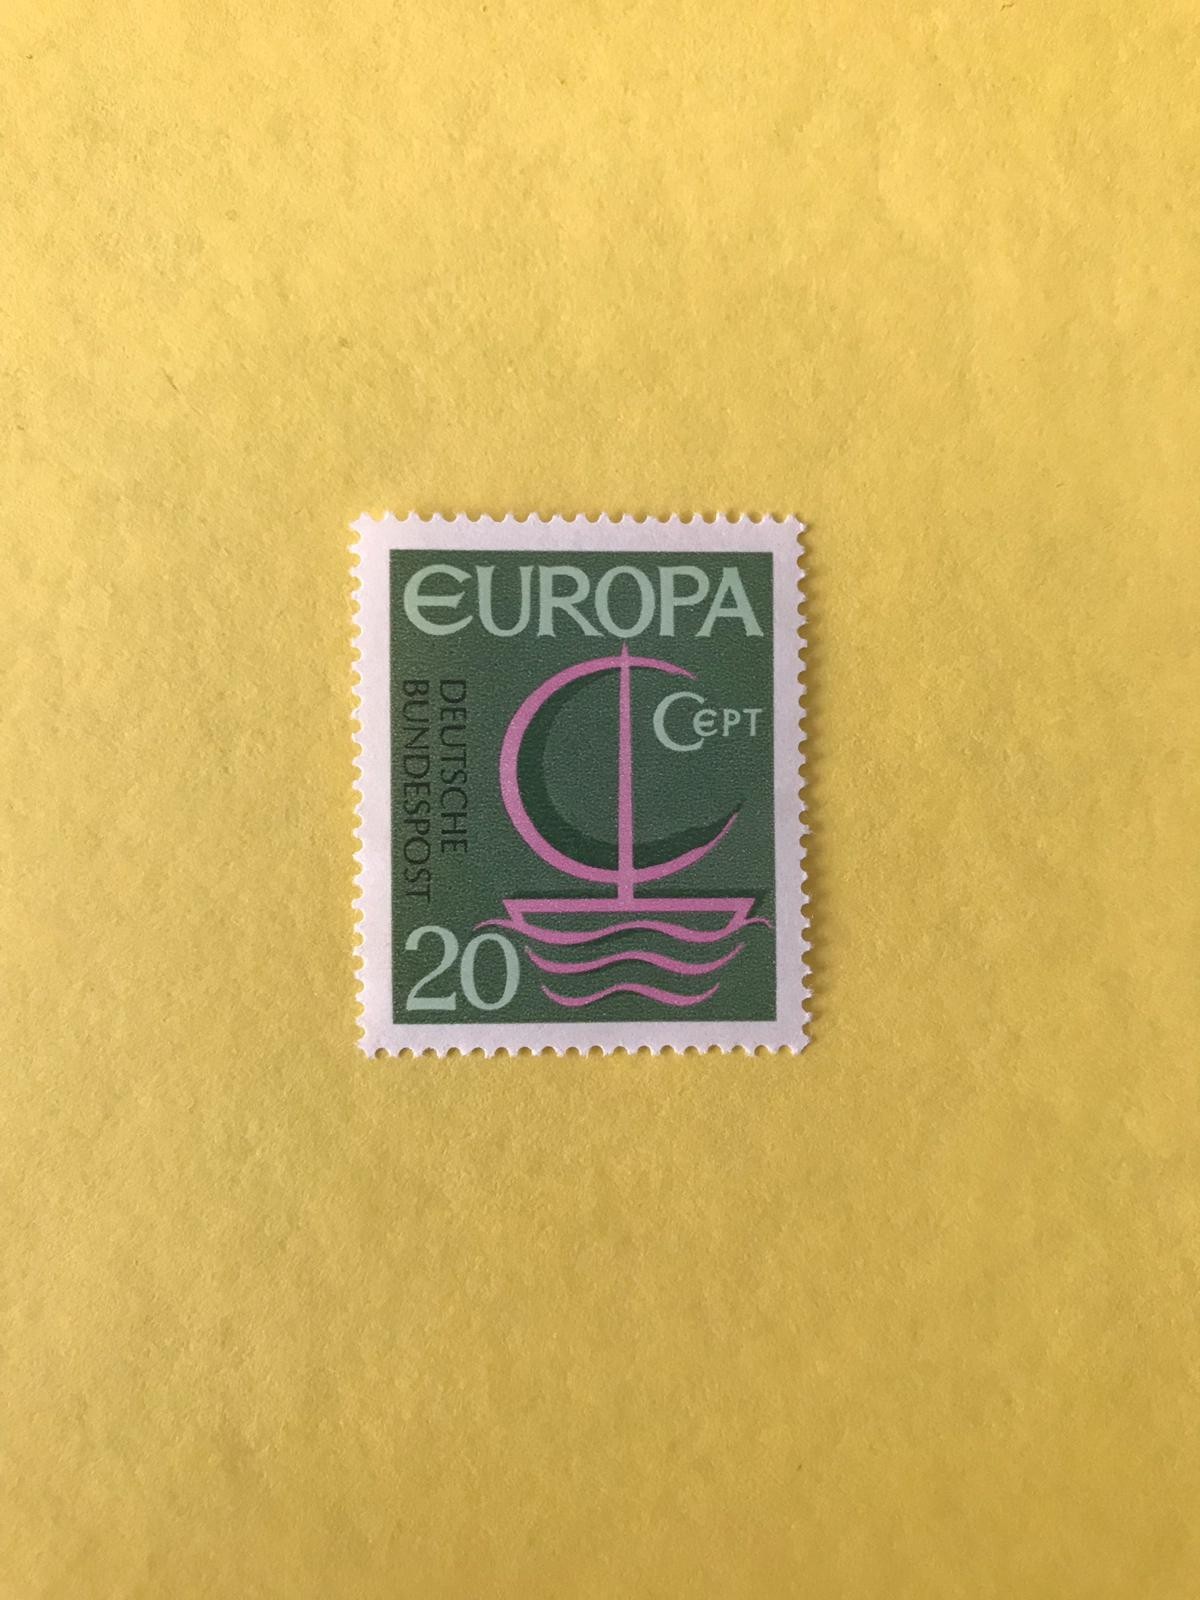 EUROPA
CEPT
DEUTSCHE
BUNDESPOST
20